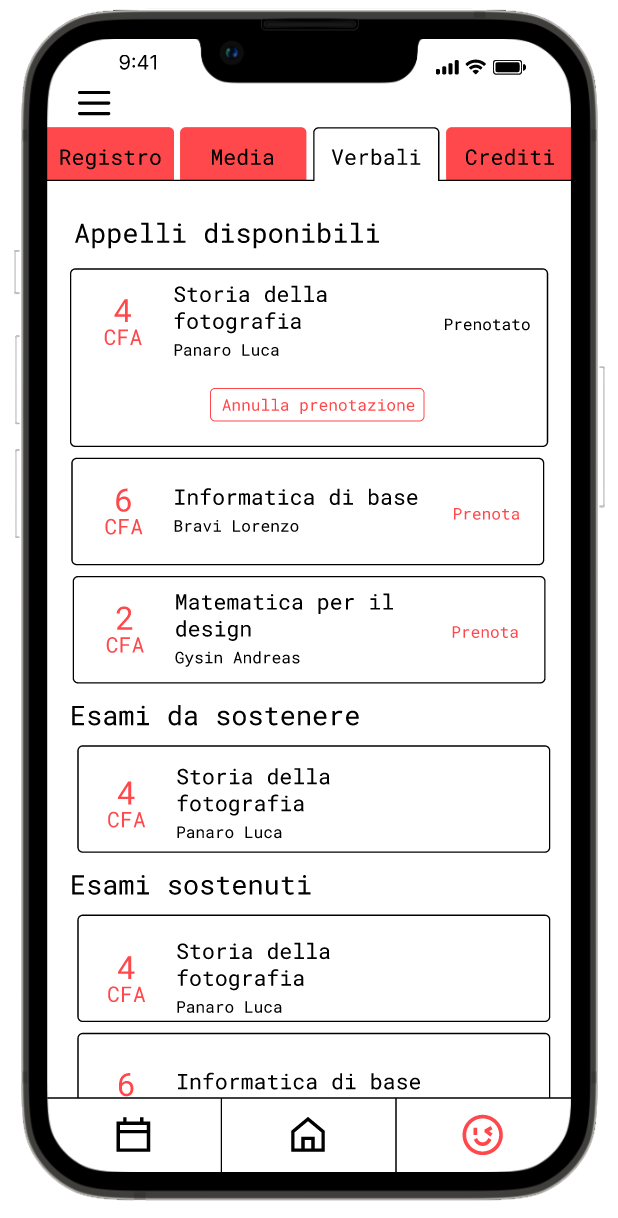 9:41
Registro Media Verbali Crediti
Appelli disponibili
4
CFA
Storia della
fotografia
Panaro Luca
Prenotato
Annulla prenotazione
6
CFA
Informatica di base
Bravi Lorenzo
Prenota
2
CFA
Matematica per il
design
Gysin Andreas
Prenota
Esami da sostenere
4
CFA
Storia della
fotografia
Panaro Luca
Esami sostenuti
4
CFA
Storia della
fotografia
Panaro Luca
6
Informatica di base